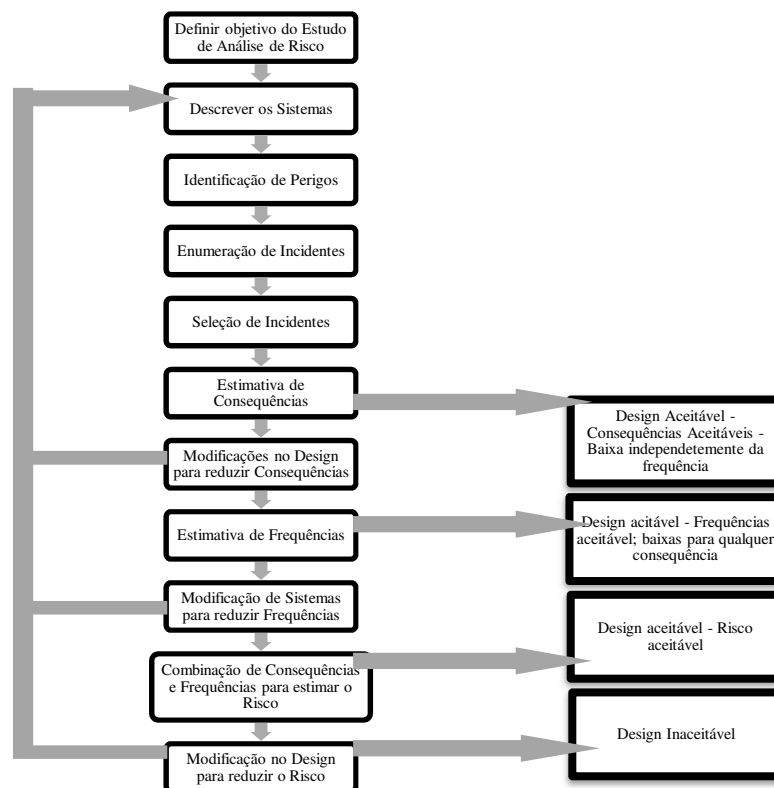 Definir objetivo do Estudo
de Análise de Risco
Descrever os Sistemas
Identificação de Perigos
Enumeração de Incidentes
Seleção de Incidentes
Estimativa de
Consequências
Modificações no Design
para reduzir Consequências
Estimativa de Frequências
Modificação de Sistemas
para reduzir Frequências
Combinação de Consequências
e Frequências para estimar o
Risco
Modificação no Design
para reduzir o Risco
Design Aceitável -
Consequências Aceitáveis -
Baixa independetemente da
frequência
Design acitável - Frequências
aceitável; baixas para qualquer
consequência
Design aceitável - Risco
aceitável
Design Inaceitável